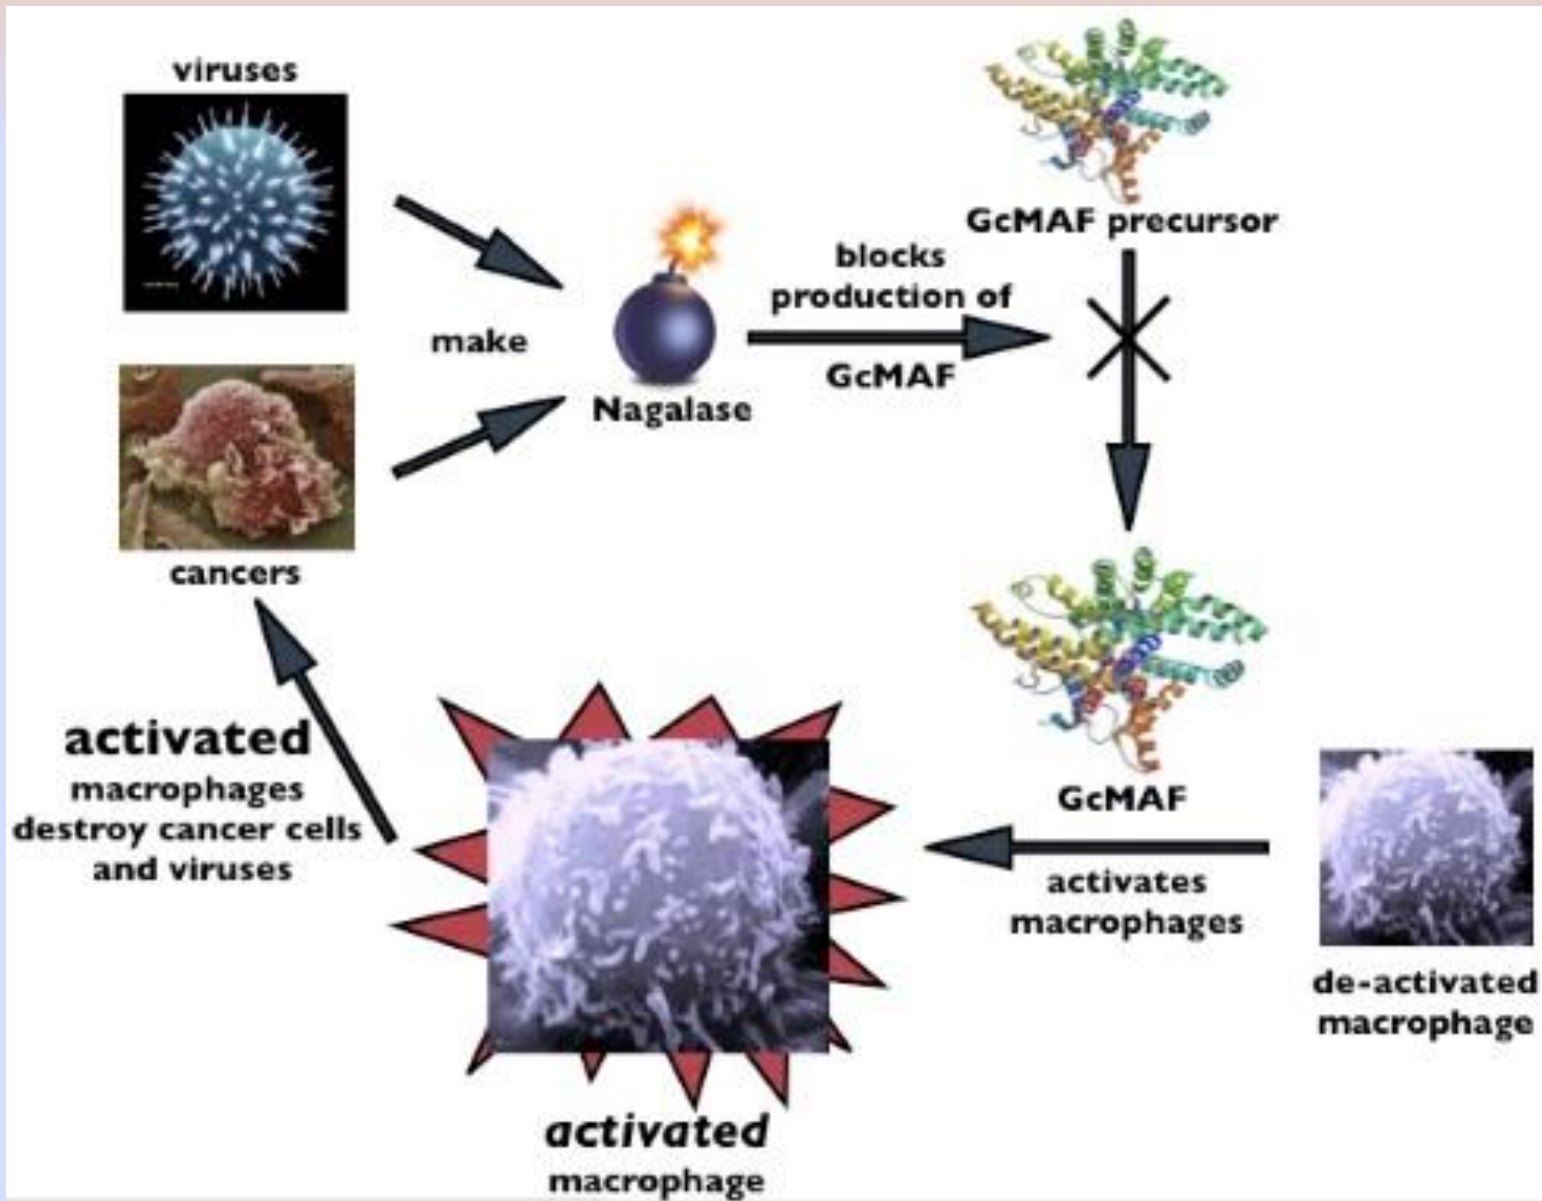 viruses
GcMAF precursor
blocks
production of
make
GcMAF
Nagalase
cancers
activated
macrophages
destroy cancer cells
and viruses
GcMAF
activates
macrophages
de-activated
macrophage
activated
macrophage